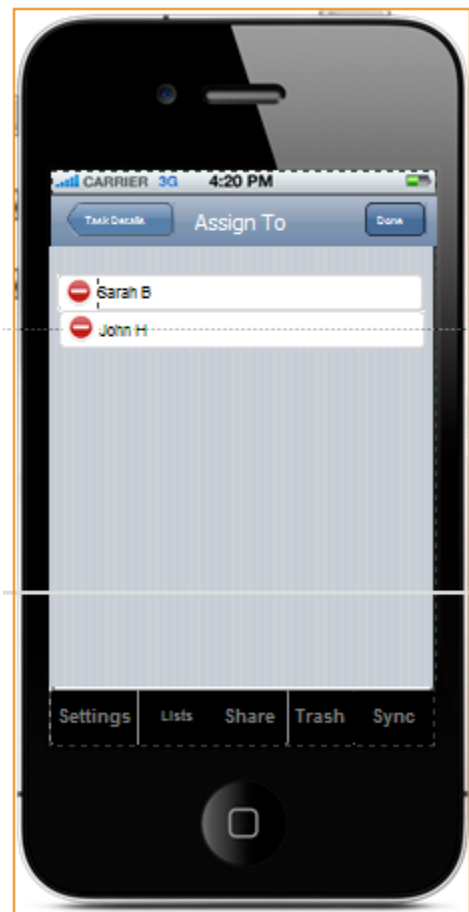 CARRIER 3G 4:20 PM
Task Details Assign To Done
Sarah B
John H
Settings Lists Share Trash Sync